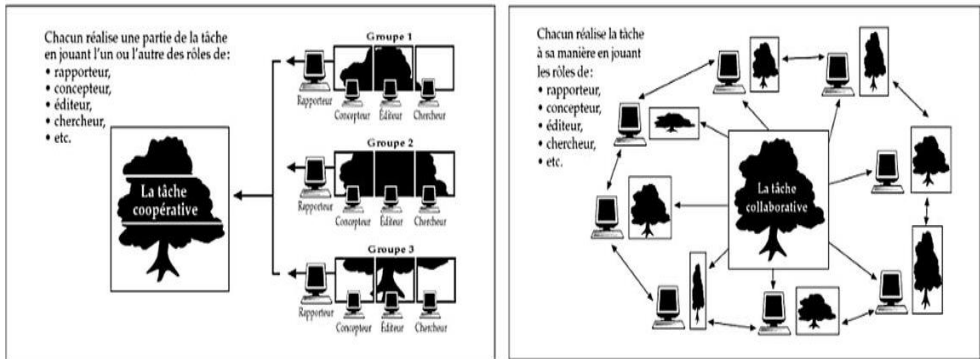 Chacun réalise une partie de la tâche
en jouant l'un ou l'autre des rôles de:
• rapporteur,
• concepteur,
• éditeur,
• chercheur,
• etc.
La tâche
coopérative
Groupe 1
Rapporteur
Concepteur Éditeur Chercheur
Groupe 2
Rapporteur
Concepteur Éditeur Chercheur
Groupe 3
Rapporteur
Concepteur Éditeur Chercheur
Chacun réalise la tâche
à sa manière en jouant
les rôles de:
• rapporteur,
• concepteur,
• éditeur,
• chercheur,
• etc.
La tâche
collaborative